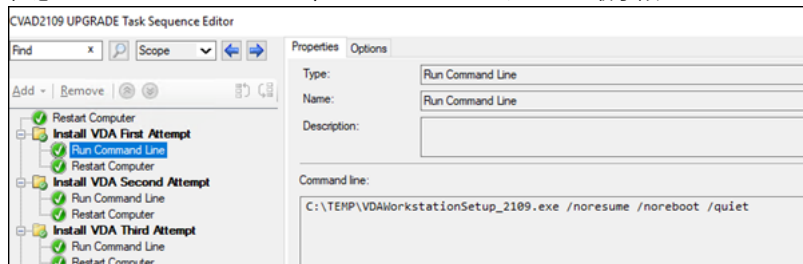 CVAD2109 UPGRADE Task Sequence Editor
Find x Scope
Add Remove
Restart Computer
Install VDA First Attempt
Run Command Line
Restart Computer
Install VDA Second Attempt
Run Command Line
Restart Computer
Install VDA Third Attempt
Run Command Line
Restart Computer
Properties Options
Type: Run Command Line
Name: Run Command Line
Description:
Command line:
C:\TEMP\VDAWorkstationSetup_2109.exe /noresume /noreboot /quiet